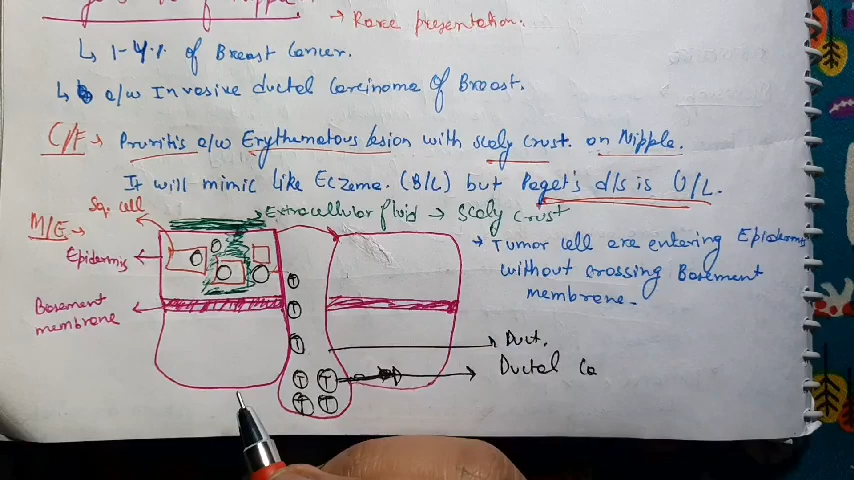 → Rare presentation.
↳ 1-4% of Breast Cancer.
↳ a/w Invasive ductal carcinoma of Breast.
C/F → Pruritis a/w Erythematous lesion with scaly crust on Nipple.
It will mimic like Eczema. (B/L) but Paget's d/s is U/L.
M/E →
Sq. cell
Extracellular fluid → Scaly crust
Epidermis
→ Tumor cell are entering Epidermis
without crossing Basement
membrane.
Basement
membrane
T
T
T
Duct.
T T
Ductal Ca
T T